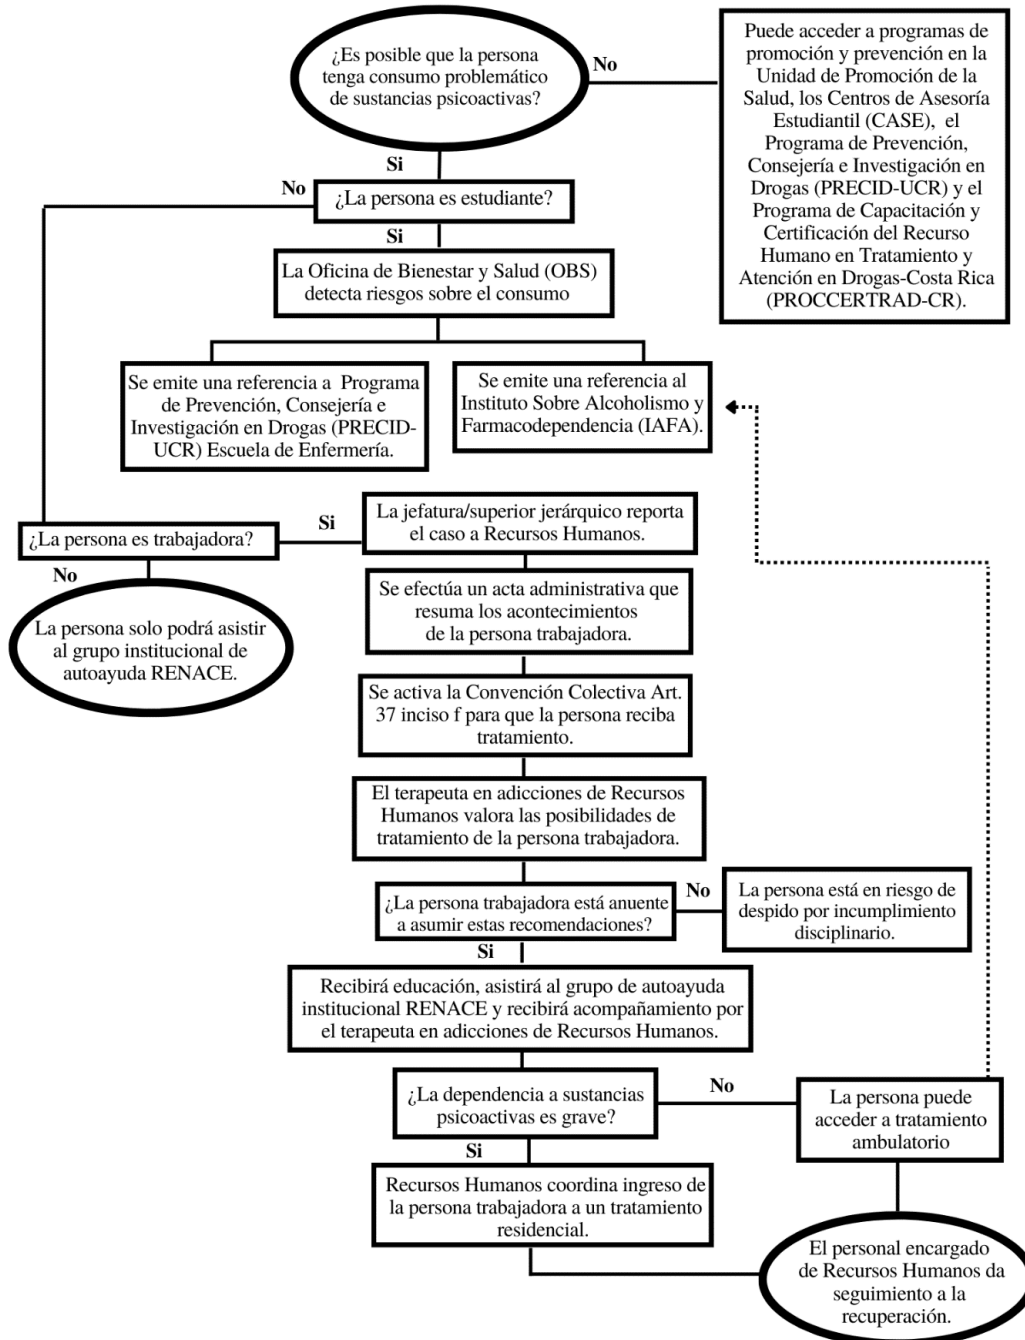 ¿Es posible que la persona
tenga consumo problemático
de sustancias psicoactivas?
No
Puede acceder a programas de
promoción y prevención en la
Unidad de Promoción de la
Salud, los Centros de Asesoría
Estudiantil (CASE), el
Programa de Prevención,
Consejería e Investigación en
Drogas (PRECID-UCR) y el
Programa de Capacitación y
Certificación del Recurso
Humano en Tratamiento y
Atención en Drogas-Costa Rica
(PROCCERTRAD-CR).
Si
No
¿La persona es estudiante?
Si
La Oficina de Bienestar y Salud (OBS)
detecta riesgos sobre el consumo
Se emite una referencia a Programa
de Prevención, Consejería e
Investigación en Drogas (PRECID-
UCR) Escuela de Enfermería.
Se emite una referencia al
Instituto Sobre Alcoholismo y
Farmacodependencia (IAFA).
¿La persona es trabajadora?
Si
La jefatura/superior jerárquico reporta
el caso a Recursos Humanos.
No
La persona solo podrá asistir
al grupo institucional de
autoayuda RENACE.
Se efectúa un acta administrativa que
resuma los acontecimientos
de la persona trabajadora.
Se activa la Convención Colectiva Art.
37 inciso f para que la persona reciba
tratamiento.
El terapeuta en adicciones de Recursos
Humanos valora las posibilidades de
tratamiento de la persona trabajadora.
¿La persona trabajadora está anuente
a asumir estas recomendaciones?
No
La persona está en riesgo de
despido por incumplimiento
disciplinario.
Si
Recibirá educación, asistirá al grupo de autoayuda
institucional RENACE y recibirá acompañamiento por
el terapeuta en adicciones de Recursos Humanos.
¿La dependencia a sustancias
psicoactivas es grave?
No
La persona puede
acceder a tratamiento
ambulatorio
Si
Recursos Humanos coordina ingreso de
la persona trabajadora a un tratamiento
residencial.
El personal encargado
de Recursos Humanos da
seguimiento a la
recuperación.